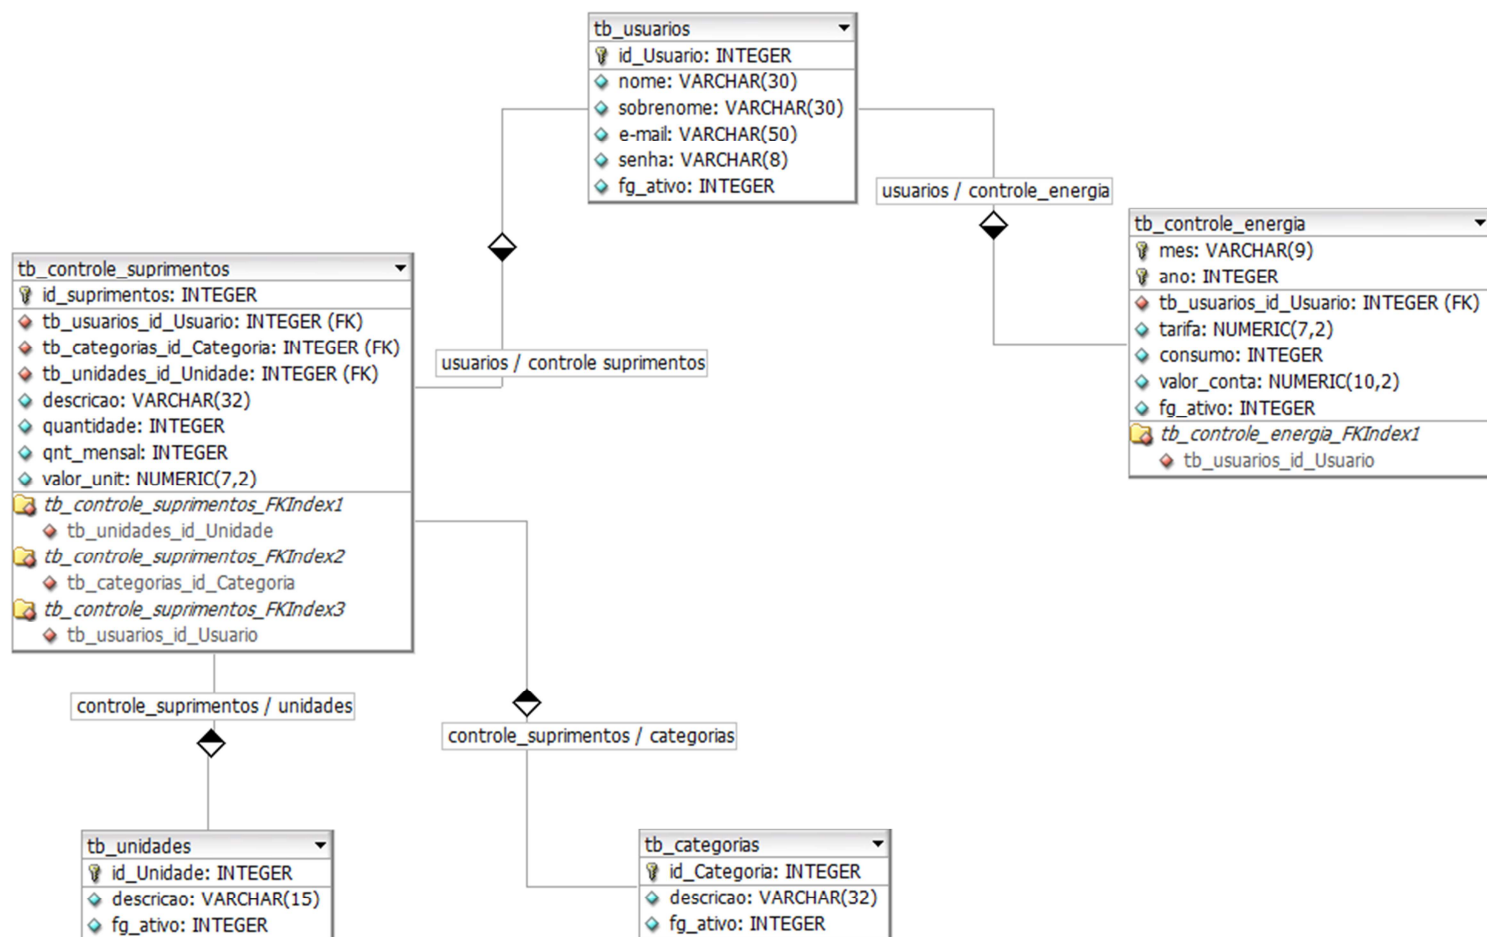 tb_usuarios
id_Usuario: INTEGER
nome: VARCHAR(30)
sobrenome: VARCHAR(30)
e-mail: VARCHAR(50)
senha: VARCHAR(8)
fg_ativo: INTEGER
usuarios / controle_energia
tb_controle_energia
mes: VARCHAR(9)
ano: INTEGER
tb_usuarios_id_Usuario: INTEGER (FK)
tarifa: NUMERIC(7,2)
consumo: INTEGER
valor_conta: NUMERIC(10,2)
fg_ativo: INTEGER
tb_controle_energia_FKIndex1
tb_usuarios_id_Usuario
tb_controle_suprimentos
id_suprimentos: INTEGER
tb_usuarios_id_Usuario: INTEGER (FK)
tb_categorias_id_Categoria: INTEGER (FK)
tb_unidades_id_Unidade: INTEGER (FK)
descricao: VARCHAR(32)
quantidade: INTEGER
qnt_mensal: INTEGER
valor_unit: NUMERIC(7,2)
tb_controle_suprimentos_FKIndex1
tb_unidades_id_Unidade
tb_controle_suprimentos_FKIndex2
tb_categorias_id_Categoria
tb_controle_suprimentos_FKIndex3
tb_usuarios_id_Usuario
usuarios / controle suprimentos
controle_suprimentos / unidades
controle_suprimentos / categorias
tb_unidades
id_Unidade: INTEGER
descricao: VARCHAR(15)
fg_ativo: INTEGER
tb_categorias
id_Categoria: INTEGER
descricao: VARCHAR(32)
fg_ativo: INTEGER